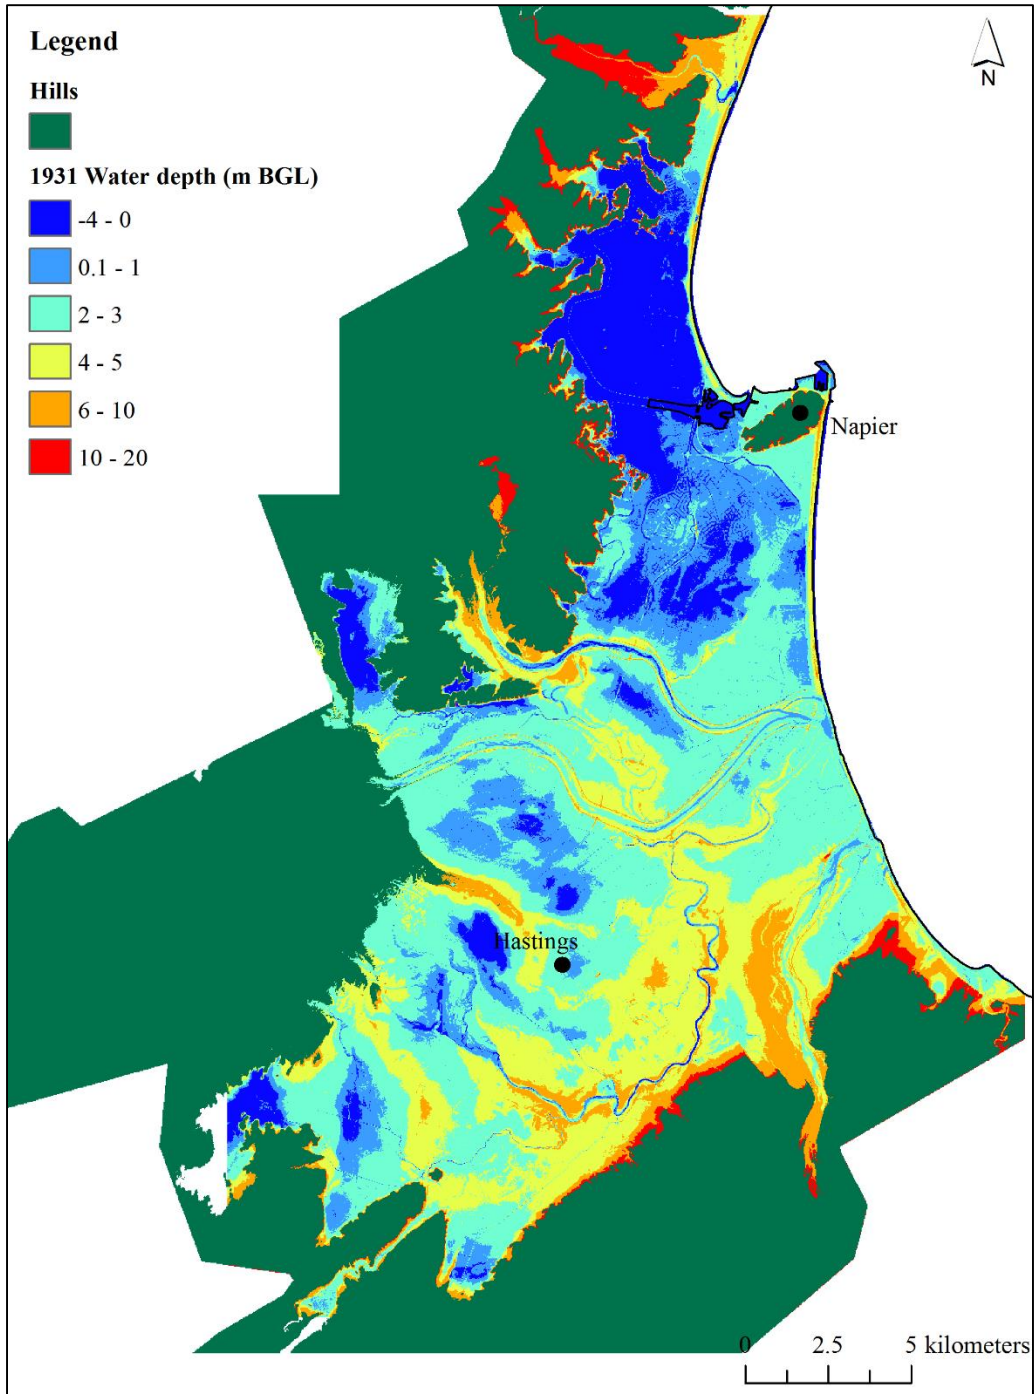 Legend
N
Hills
1931 Water depth (m BGL)
-4 - 0
0.1 - 1
2 - 3
4 - 5
6 - 10
10 - 20
Napier
Hastings
0 2.5 5 kilometers